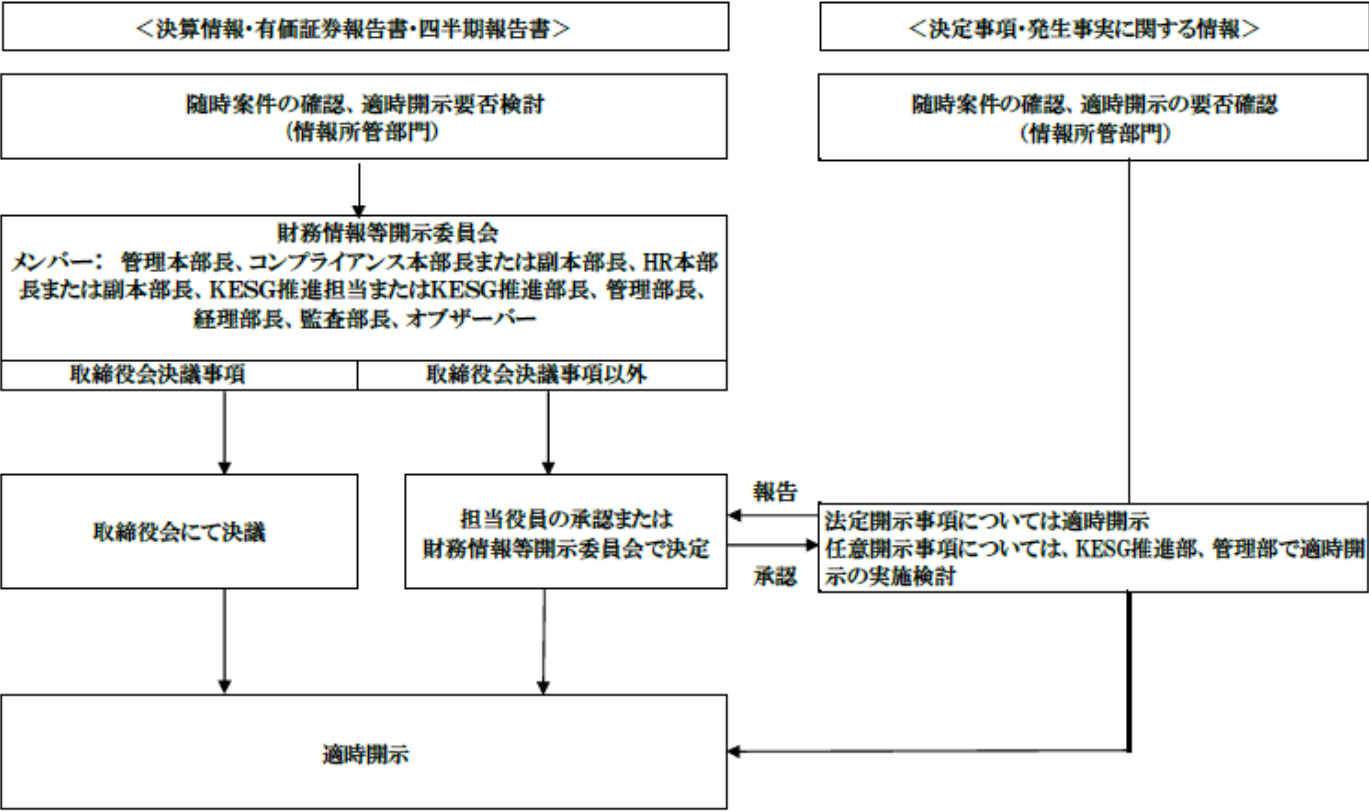 ＜決算情報・有価証券報告書・四半期報告書＞
随時案件の確認、適時開示要否検討
（情報所管部門）
財務情報等開示委員会
メンバー： 管理本部長、コンプライアンス本部長または副本部長、HR本部
長または副本部長、KESG推進担当またはKESG推進部長、管理部長、
経理部長、監査部長、オブザーバー
取締役会決議事項
取締役会決議事項以外
取締役会にて決議
担当役員の承認または
財務情報等開示委員会で決定
報告
承認
＜決定事項・発生事実に関する情報＞
随時案件の確認、適時開示の要否確認
（情報所管部門）
法定開示事項については適時開示
任意開示事項については、KESG推進部、管理部で適時開
示の実施検討
適時開示